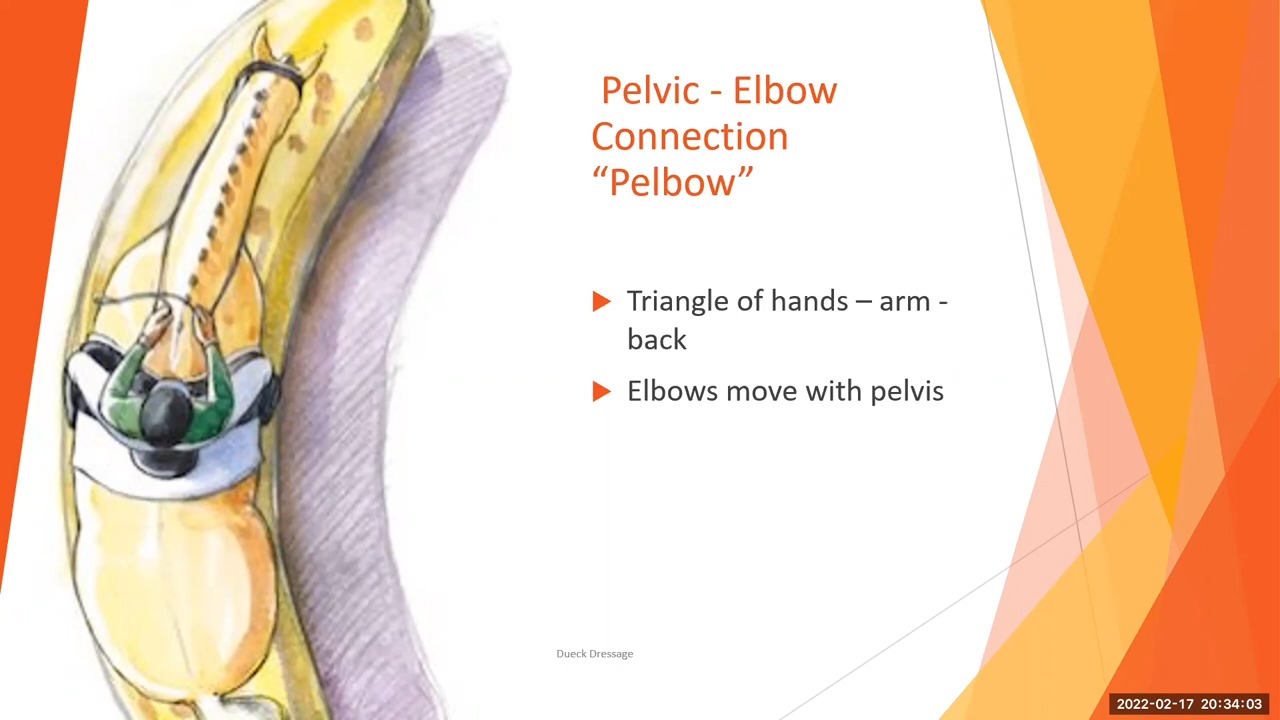 Pelvic - Elbow
Connection
“Pelbow”
Triangle of hands – arm -
back
Elbows move with pelvis
Dueck Dressage
2022-02-17 20:34:03